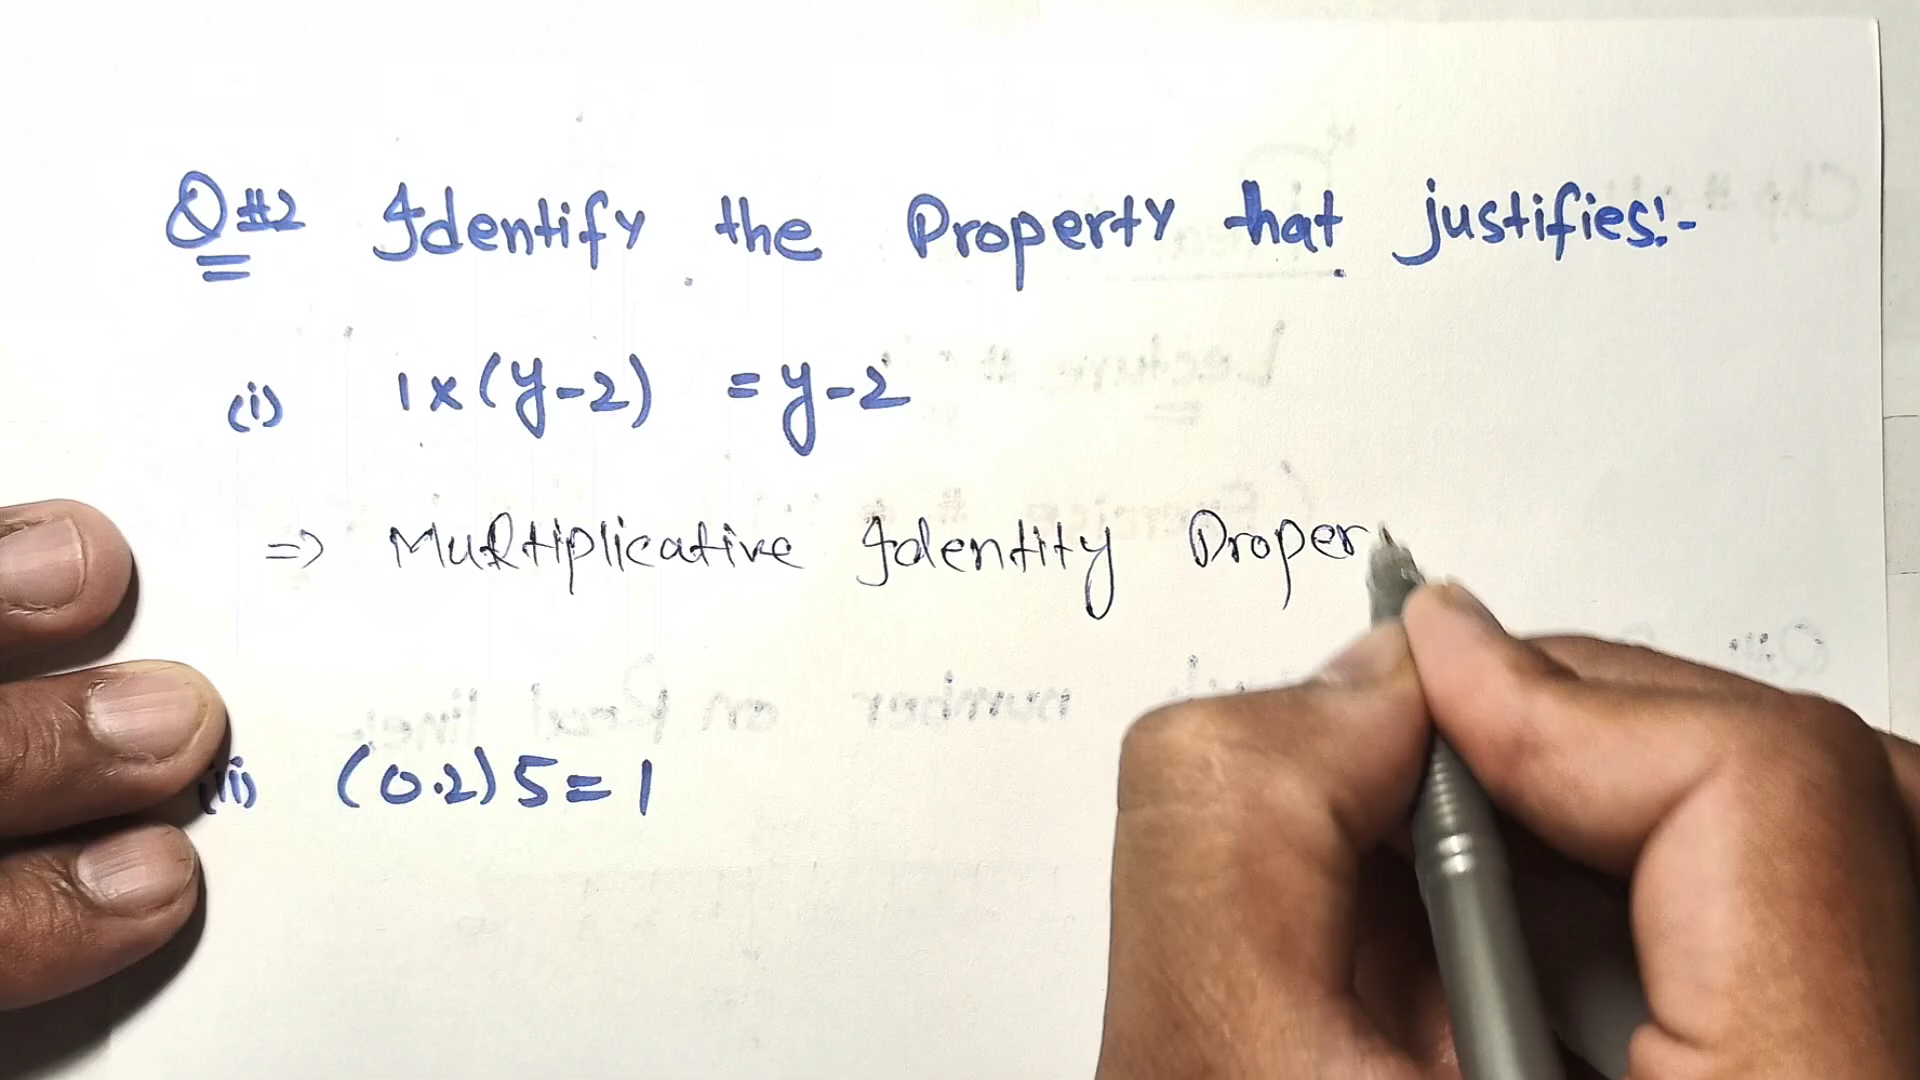 Q#2 Identify the Property that justifies:-
(i) 1×(y-2) = y-2
⇒ Multiplicative Identity Proper
(ii) (0.2)5=1